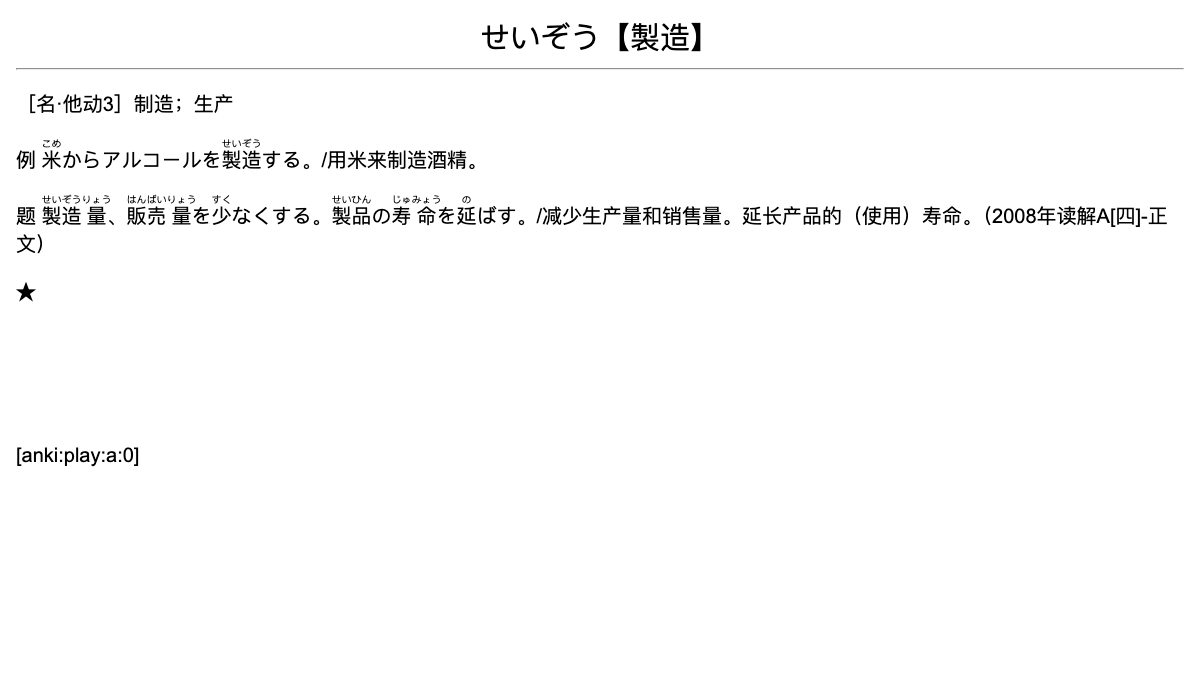 せいぞう【製造】
［名·他动3］制造；生产
こめ せいぞう
例 米からアルコールを製造する。/用米来制造酒精。
せいぞうりょう はんばいりょう すく せいひん じゅみょう の
题 製造量、販売量を少なくする。製品の寿命を延ばす。/减少生产量和销售量。延长产品的（使用）寿命。（2008年读解A[四]-正
文）
★
[anki:play:a:0]